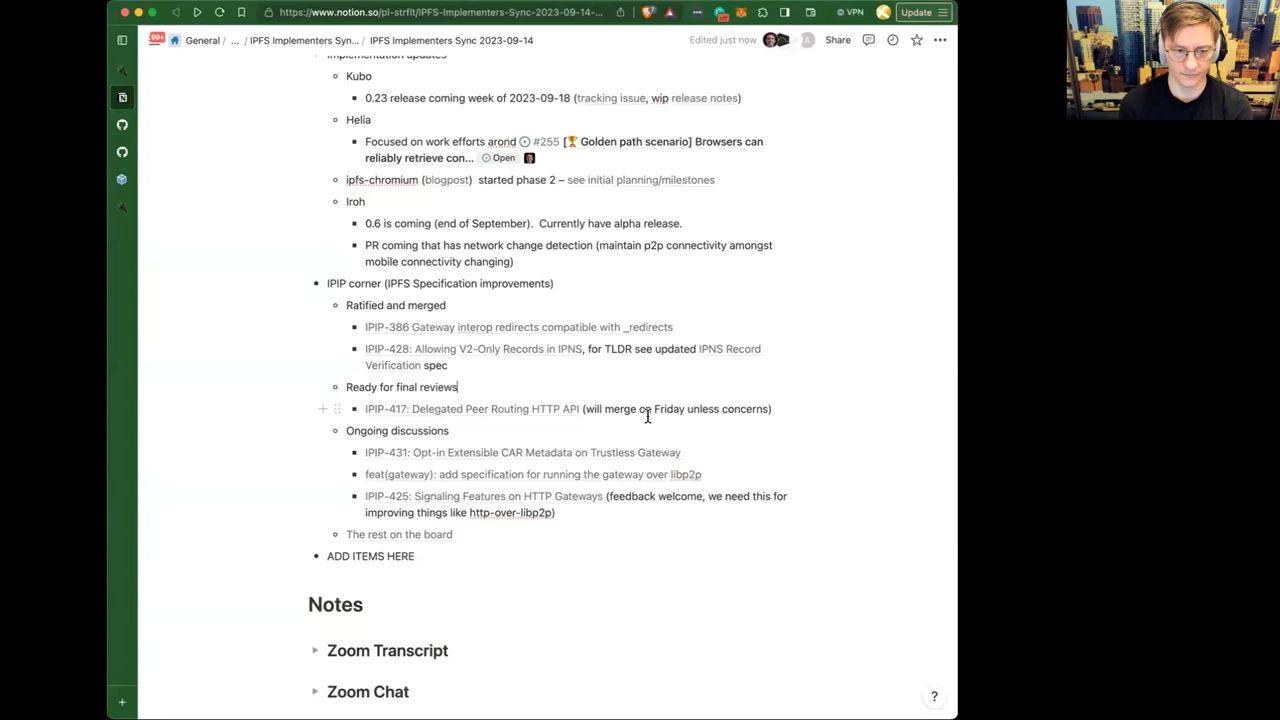 https://www.notion.so/pl-strflt/IPFS-Implementers-Sync-2023-09-14-...
VPN
Update
99+
General / ... / IPFS Implementers Syn... / IPFS Implementers Sync 2023-09-14
Edited just now
A
Share
Implementation updates
Kubo
0.23 release coming week of 2023-09-18 (tracking issue, wip release notes)
Helia
Focused on work efforts arond #255 [🏆 Golden path scenario] Browsers can
reliably retrieve con... Open
ipfs-chromium (blogpost) started phase 2 – see initial planning/milestones
Iroh
0.6 is coming (end of September). Currently have alpha release.
PR coming that has network change detection (maintain p2p connectivity amongst
mobile connectivity changing)
IPIP corner (IPFS Specification improvements)
Ratified and merged
IPIP-386 Gateway interop redirects compatible with _redirects
IPIP-428: Allowing V2-Only Records in IPNS, for TLDR see updated IPNS Record
Verification spec
Ready for final reviews
IPIP-417: Delegated Peer Routing HTTP API (will merge on Friday unless concerns)
Ongoing discussions
IPIP-431: Opt-in Extensible CAR Metadata on Trustless Gateway
feat(gateway): add specification for running the gateway over libp2p
IPIP-425: Signaling Features on HTTP Gateways (feedback welcome, we need this for
improving things like http-over-libp2p)
The rest on the board
ADD ITEMS HERE
Notes
Zoom Transcript
Zoom Chat
?